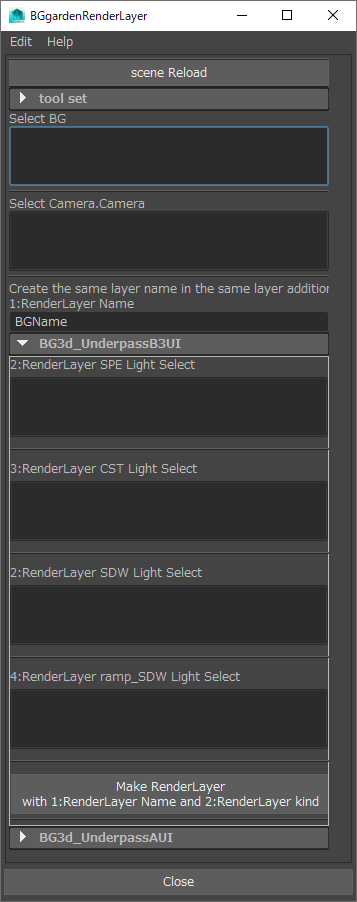 BGgardenRenderLayer
Edit Help
scene Reload
tool set
Select BG
Select Camera.Camera
Create the same layer name in the same layer addition
1:RenderLayer Name
BGName
BG3d_UnderpassB3UI
2:RenderLayer SPE Light Select
3:RenderLayer CST Light Select
2:RenderLayer SDW Light Select
4:RenderLayer ramp_SDW Light Select
Make RenderLayer
with 1:RenderLayer Name and 2:RenderLayer kind
BG3d_UnderpassAUI
Close